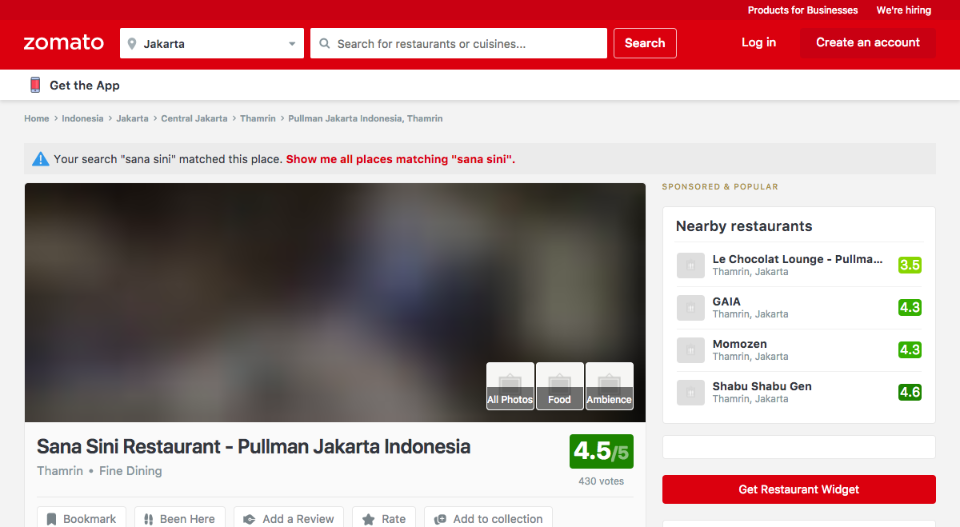 Products for Businesses We're hiring
zomato Jakarta Search for restaurants or cuisines... Search Log in Create an account
Get the App
Home > Indonesia > Jakarta > Central Jakarta > Thamrin > Pullman Jakarta Indonesia, Thamrin
Your search "sana sini" matched this place. Show me all places matching "sana sini".
SPONSORED & POPULAR
Nearby restaurants
Le Chocolat Lounge - Pullma... 3.5
Thamrin, Jakarta
GAIA 4.3
Thamrin, Jakarta
Momozen 4.3
Thamrin, Jakarta
Shabu Shabu Gen 4.6
Thamrin, Jakarta
All Photos Food Ambience
Sana Sini Restaurant - Pullman Jakarta Indonesia 4.5/5
Thamrin • Fine Dining
430 votes
Get Restaurant Widget
Bookmark Been Here Add a Review Rate Add to collection